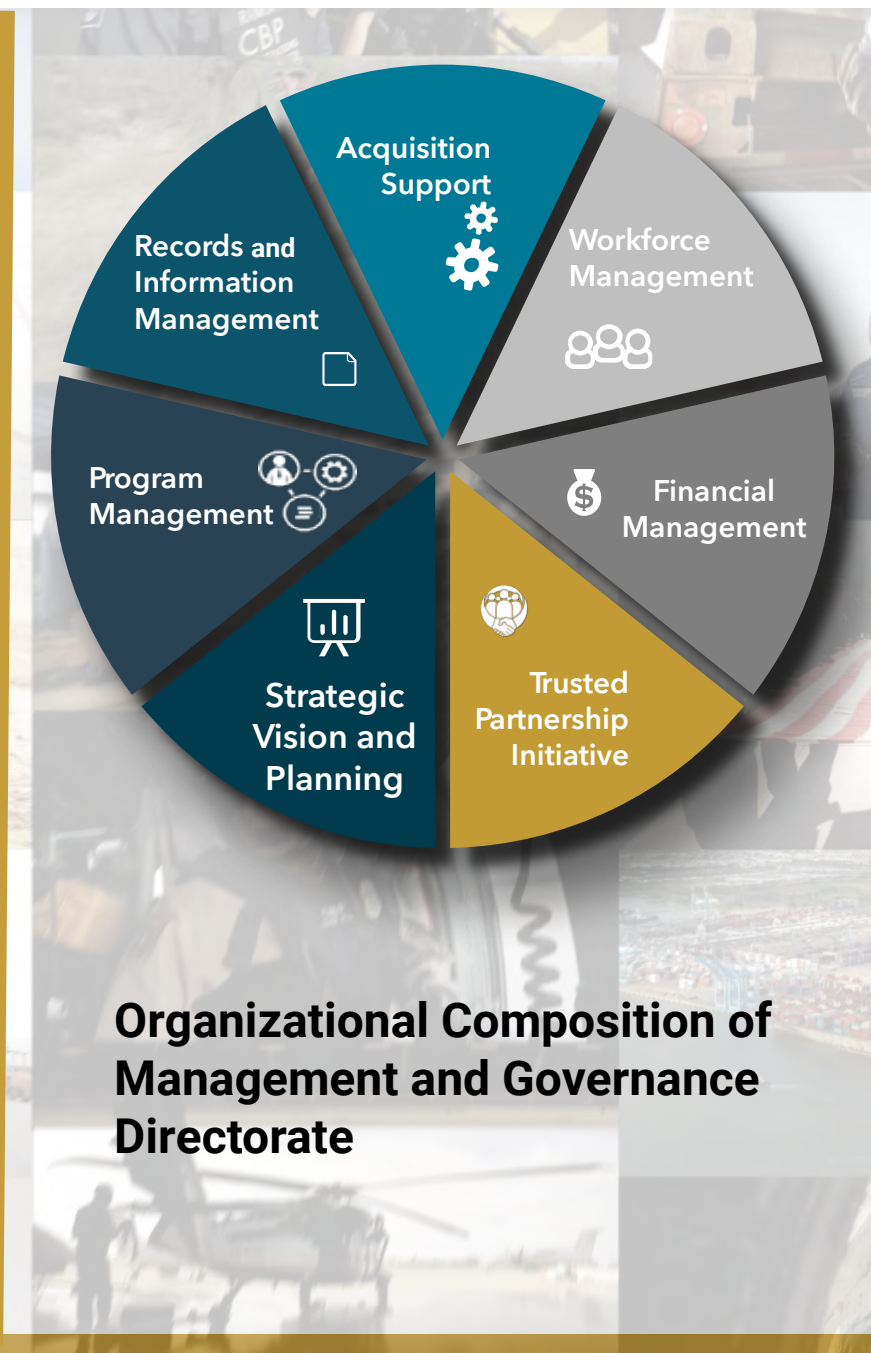 CBP
Acquisition
Support
Workforce
Management
Financial
Management
$
Trusted
Partnership
Initiative
Strategic
Vision and
Planning
Program
Management
Records and
Information
Management
Organizational Composition of
Management and Governance
Directorate